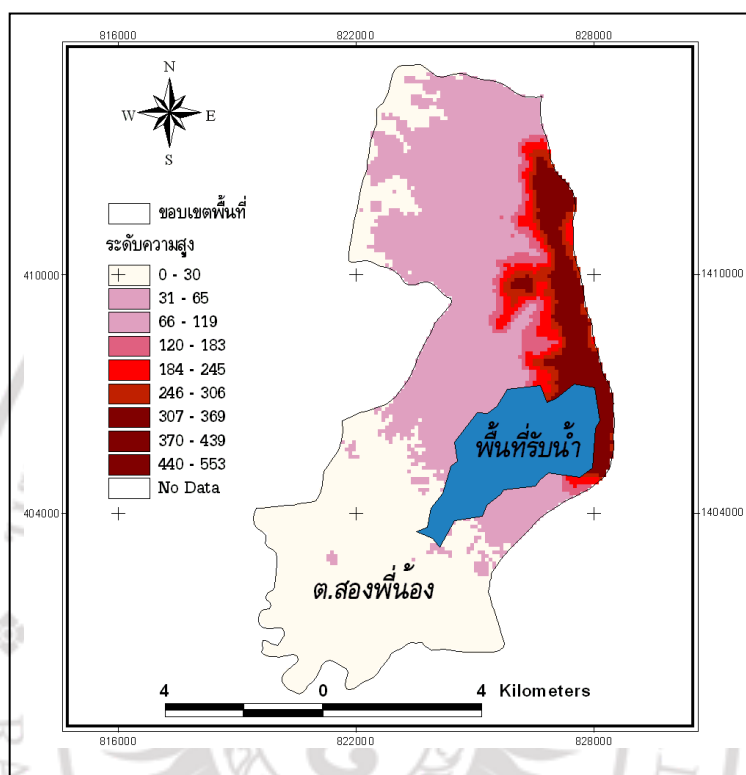 816000 822000 828000
N
W E
S
ขอบเขตพื้นที่
ระดับความสูง
0 - 30
31 - 65
66 - 119
120 - 183
184 - 245
246 - 306
307 - 369
370 - 439
440 - 553
No Data
410000 1410000
พื้นที่รับน้ำ
404000 1404000
ต.สองพี่น้อง
4 0 4 Kilometers
816000 822000 828000